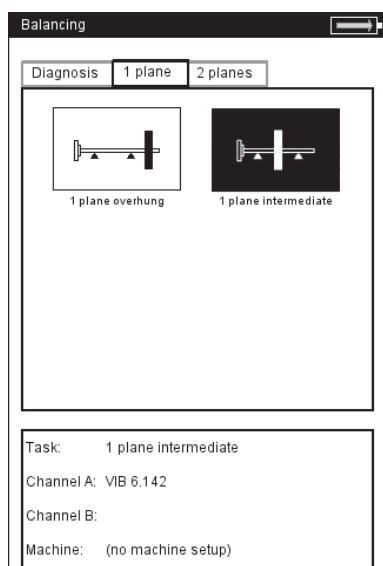 Balancing
Diagnosis 1 plane 2 planes
1 plane overhung 1 plane intermediate
Task: 1 plane intermediate
Channel A: VIB 6.142
Channel B:
Machine: (no machine setup)